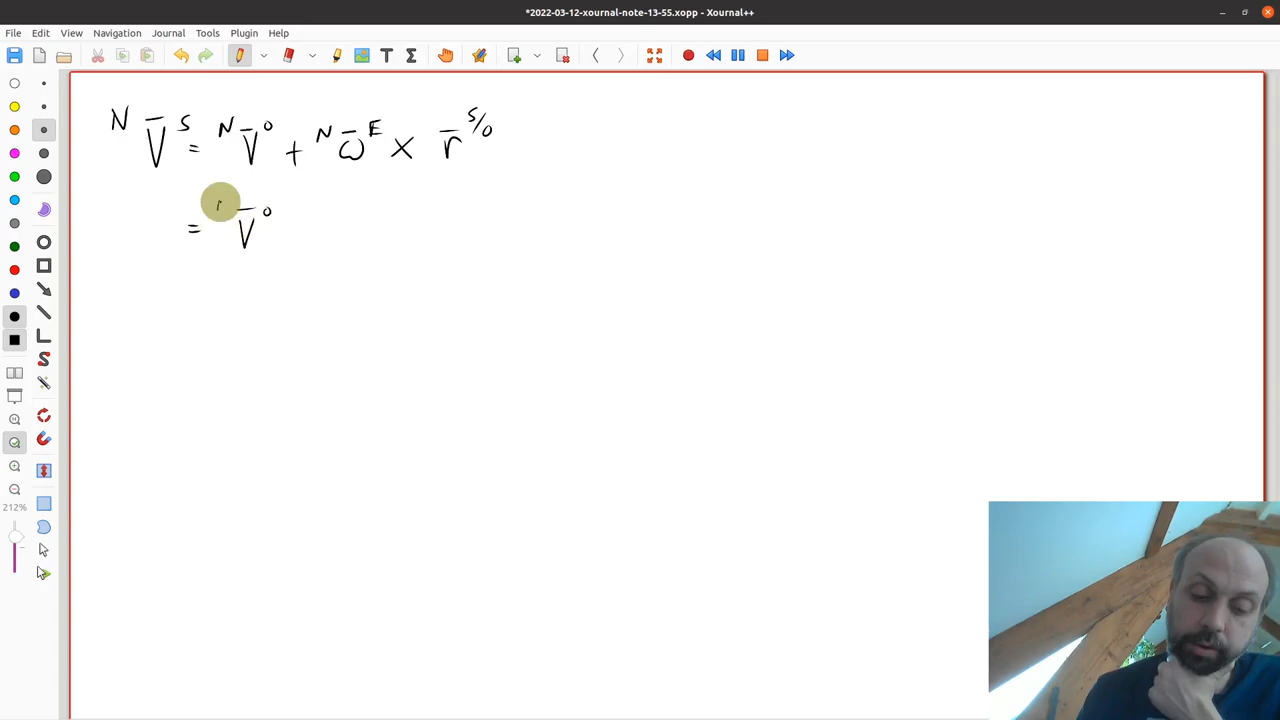 *2022-03-12-xournal-note-13-55.xopp - Xournal++
File Edit View Navigation Journal Tools Plugin Help
N V̄ S = N V̄ O + N ω̄ E × r̄ S/O
= V̄ O
212%